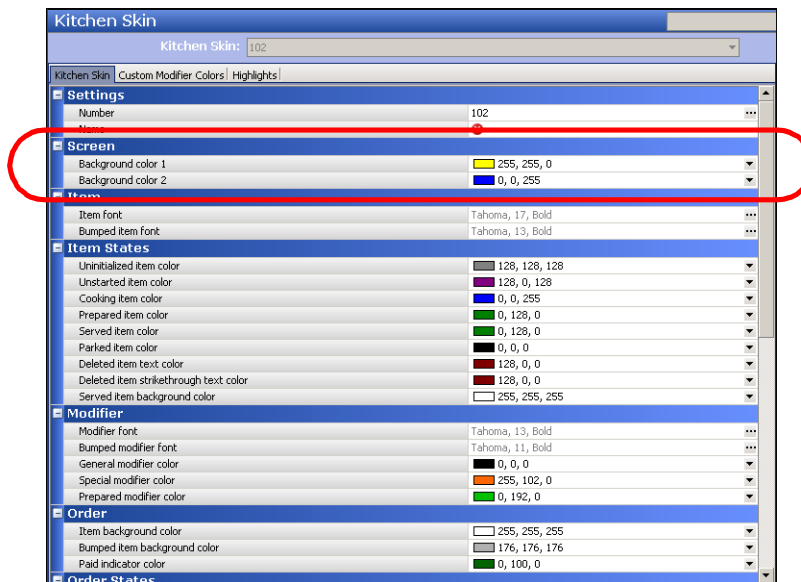 Kitchen Skin
Kitchen Skin: 102
Kitchen Skin Custom Modifier Colors Highlights
Settings
Number 102
Name
Screen
Background color 1 255, 255, 0
Background color 2 0, 0, 255
Item
Item font Tahoma, 17, Bold
Bumped item font Tahoma, 13, Bold
Item States
Uninitialized item color 128, 128, 128
Unstarted item color 128, 0, 128
Cooking item color 0, 0, 255
Prepared item color 0, 128, 0
Served item color 0, 128, 0
Parked item color 0, 0, 0
Deleted item text color 128, 0, 0
Deleted item strikethrough text color 128, 0, 0
Served item background color 255, 255, 255
Modifier
Modifier font Tahoma, 13, Bold
Bumped modifier font Tahoma, 11, Bold
General modifier color 0, 0, 0
Special modifier color 255, 102, 0
Prepared modifier color 0, 192, 0
Order
Item background color 255, 255, 255
Bumped item background color 176, 176, 176
Paid indicator color 0, 100, 0
Order States